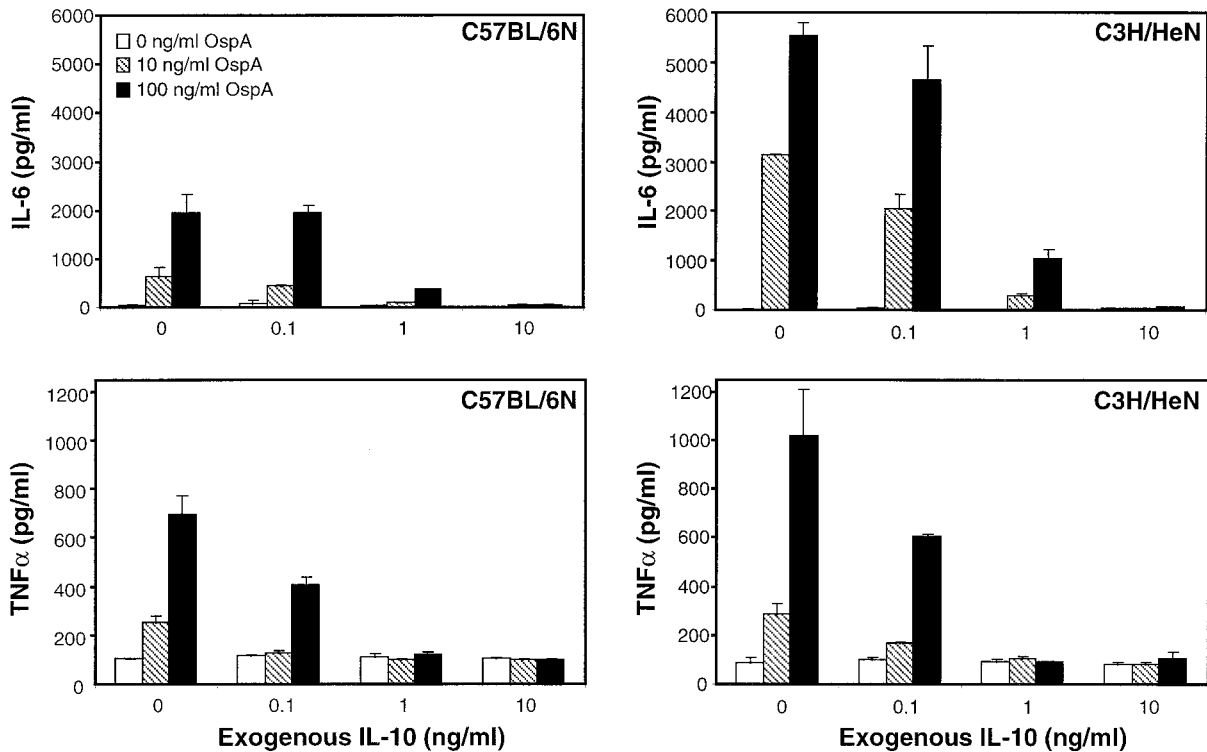 C57BL/6N
0 ng/ml OspA
10 ng/ml OspA
100 ng/ml OspA
IL-6 (pg/ml)
6000
5000
4000
3000
2000
1000
0
0 0.1 1 10
C3H/HeN
IL-6 (pg/ml)
6000
5000
4000
3000
2000
1000
0
0 0.1 1 10
C57BL/6N
TNFα (pg/ml)
1200
1000
800
600
400
200
0
0 0.1 1 10
Exogenous IL-10 (ng/ml)
C3H/HeN
TNFα (pg/ml)
1200
1000
800
600
400
200
0
0 0.1 1 10
Exogenous IL-10 (ng/ml)